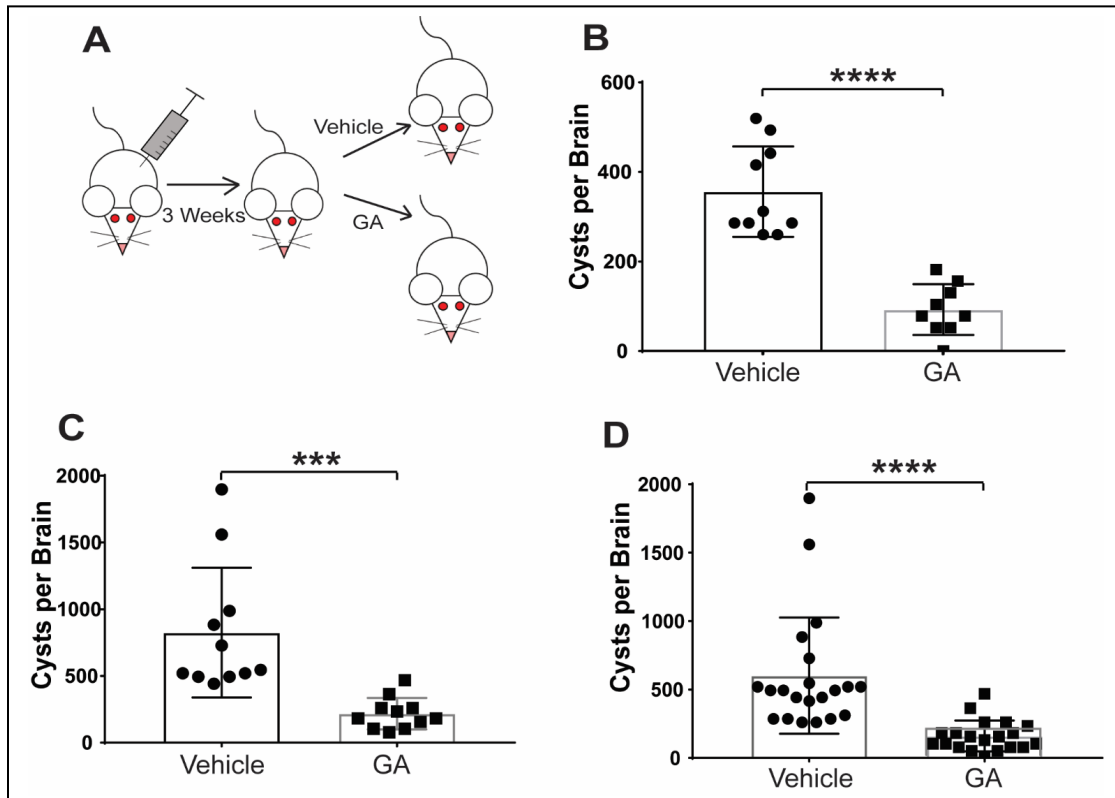 A
Vehicle
3 Weeks
GA
B
****
Cysts per Brain
600
400
200
0
Vehicle
GA
C
***
Cysts per Brain
2000
1500
1000
500
0
Vehicle
GA
D
****
Cysts per Brain
2000
1500
1000
500
0
Vehicle
GA